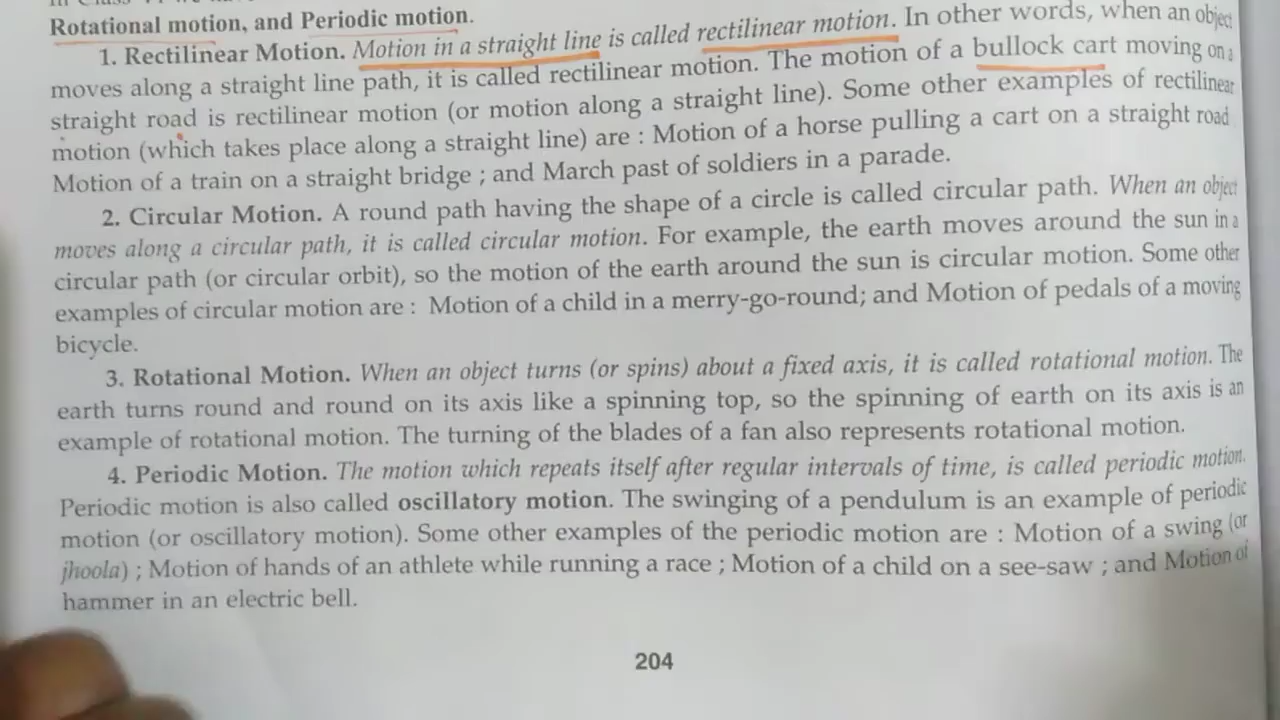 Rotational motion, and Periodic motion.
1. Rectilinear Motion. Motion in a straight line is called rectilinear motion. In other words, when an object
moves along a straight line path, it is called rectilinear motion. The motion of a bullock cart moving on a
straight road is rectilinear motion (or motion along a straight line). Some other examples of rectilinear
motion (which takes place along a straight line) are : Motion of a horse pulling a cart on a straight road
Motion of a train on a straight bridge ; and March past of soldiers in a parade.
2. Circular Motion. A round path having the shape of a circle is called circular path. When an object
moves along a circular path, it is called circular motion. For example, the earth moves around the sun in a
circular path (or circular orbit), so the motion of the earth around the sun is circular motion. Some other
examples of circular motion are : Motion of a child in a merry-go-round; and Motion of pedals of a moving
bicycle.
3. Rotational Motion. When an object turns (or spins) about a fixed axis, it is called rotational motion. The
earth turns round and round on its axis like a spinning top, so the spinning of earth on its axis is an
example of rotational motion. The turning of the blades of a fan also represents rotational motion.
4. Periodic Motion. The motion which repeats itself after regular intervals of time, is called periodic motion.
Periodic motion is also called oscillatory motion. The swinging of a pendulum is an example of periodic
motion (or oscillatory motion). Some other examples of the periodic motion are : Motion of a swing (or
jhoola) ; Motion of hands of an athlete while running a race ; Motion of a child on a see-saw ; and Motion of
hammer in an electric bell.
204